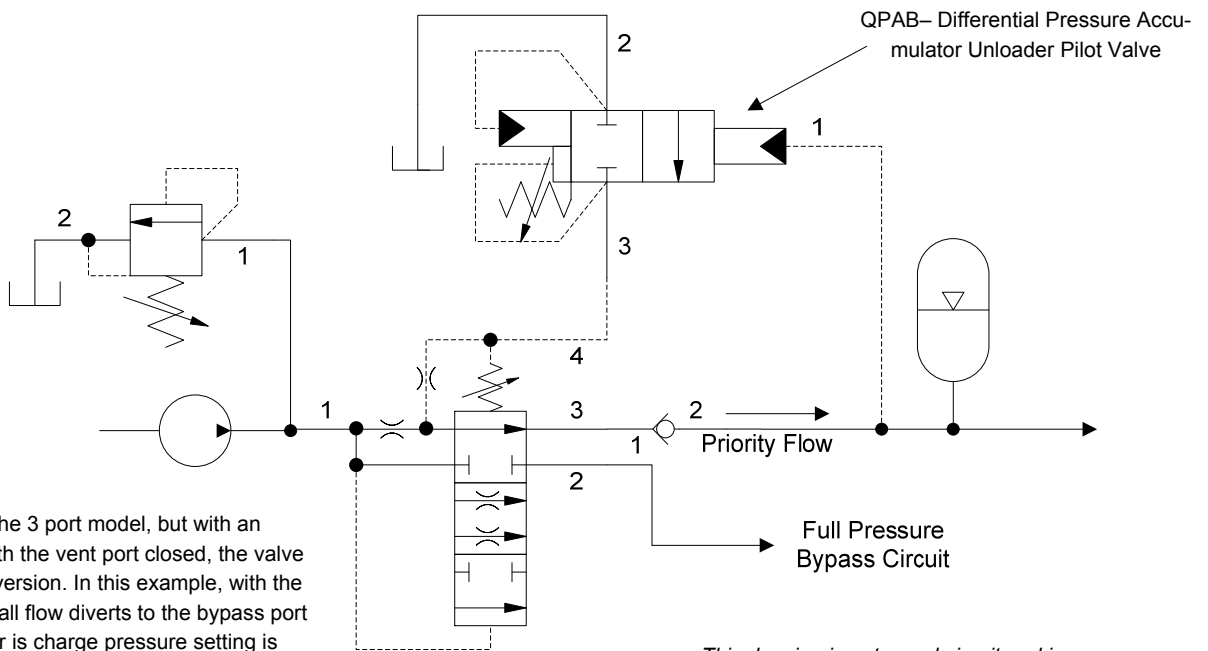 QPAB– Differential Pressure Accu-
mulator Unloader Pilot Valve
2
1
3
2
1
4
1
3
1
2
Priority Flow
2
Full Pressure
Bypass Circuit
he 3 port model, but with an
th the vent port closed, the valve
version. In this example, with the
all flow diverts to the bypass port
r is charge pressure setting is